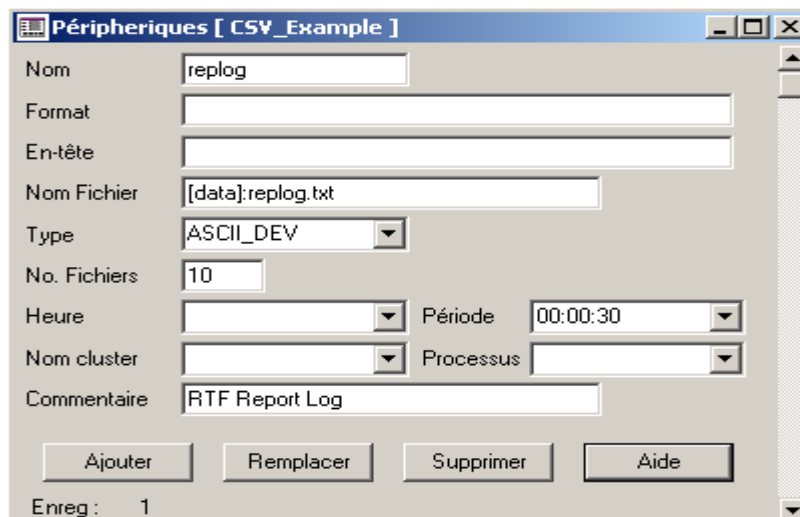 Péripheriques [ CSV_Example ]
Nom replog
Format
En-tête
Nom Fichier [data]:replog.txt
Type ASCII_DEV
No. Fichiers 10
Heure Période 00:00:30
Nom cluster Processus
Commentaire RTF Report Log
Ajouter Remplacer Supprimer Aide
Enreg : 1